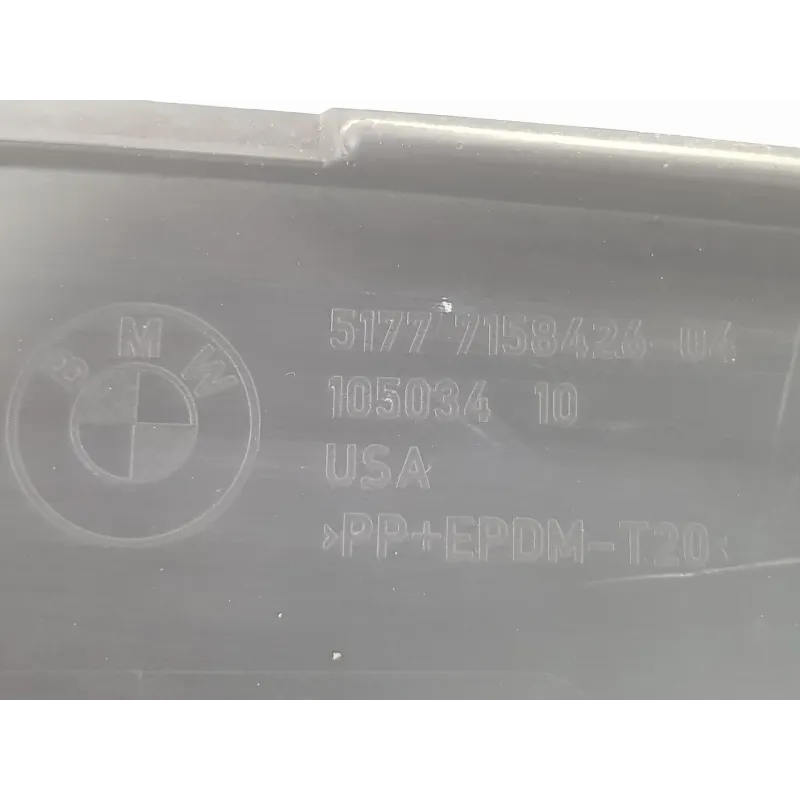 BMW
5177 7158426-04
105034 10
USA
>PP+EPDM-T20<